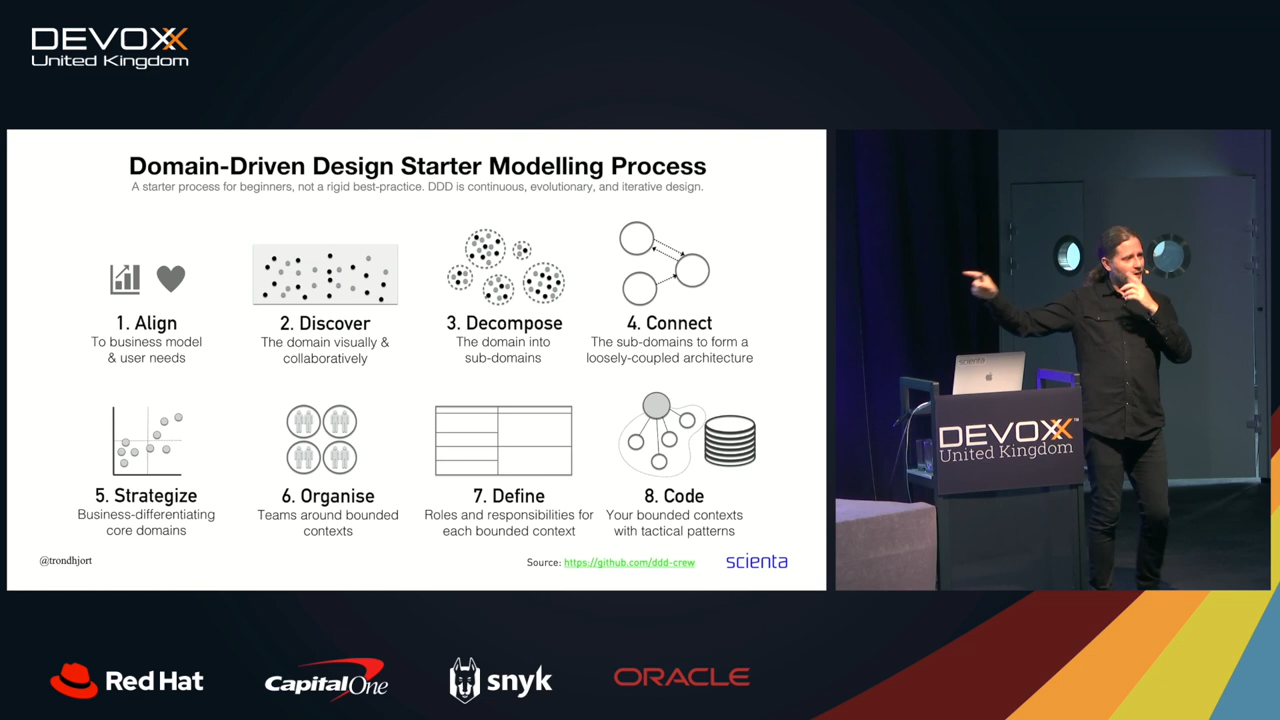 DEVOXX
United Kingdom
Domain-Driven Design Starter Modelling Process
A starter process for beginners, not a rigid best-practice. DDD is continuous, evolutionary, and iterative design.
1. Align
To business model
& user needs
2. Discover
The domain visually &
collaboratively
3. Decompose
The domain into
sub-domains
4. Connect
The sub-domains to form a
loosely-coupled architecture
5. Strategize
Business-differentiating
core domains
6. Organise
Teams around bounded
contexts
7. Define
Roles and responsibilities for
each bounded context
8. Code
Your bounded contexts
with tactical patterns
@trondhjort
Source: https://github.com/ddd-crew
scienta
scienta
DEVOXX™
United Kingdom
Red Hat
Capital One
snyk
ORACLE